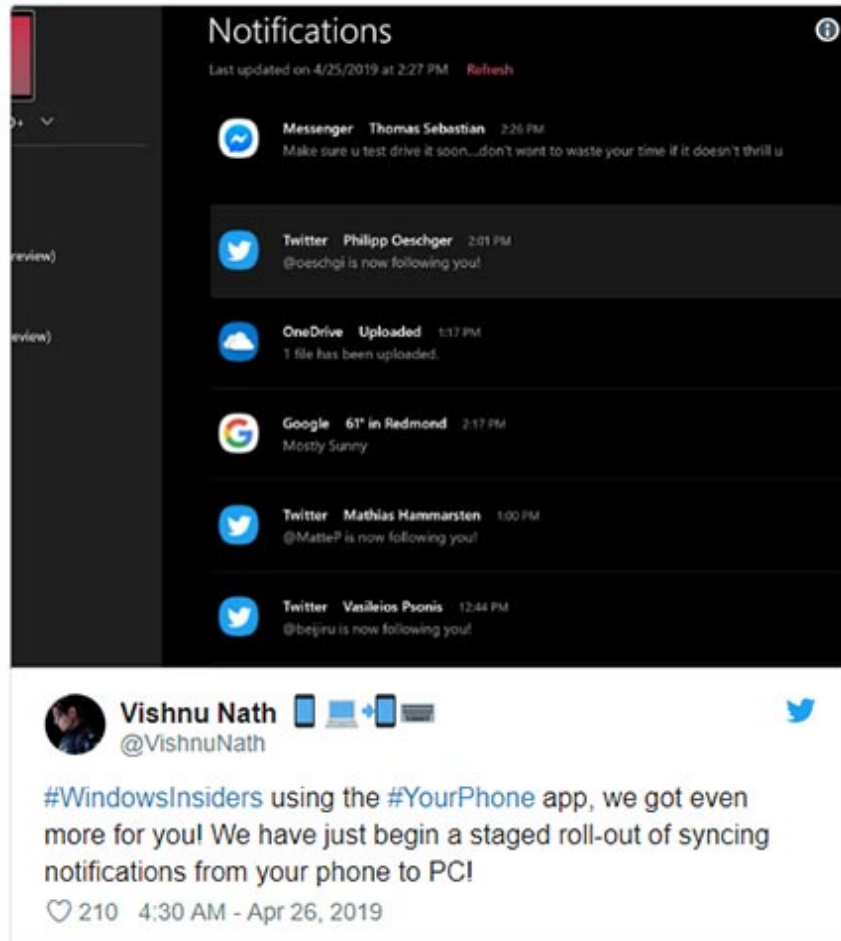 Notifications
Last updated on 4/25/2019 at 2:27 PM Refresh
Messenger Thomas Sebastian 2:26 PM
Make sure u test drive it soon...don't want to waste your time if it doesn't thrill u
Twitter Philipp Oeschger 2:01 PM
@oeschgi is now following you!
review)
OneDrive Uploaded 1:17 PM
1 file has been uploaded.
eview)
Google 61° in Redmond 2:17 PM
Mostly Sunny
Twitter Mathias Hammarsten 1:00 PM
@MatteP is now following you!
Twitter Vasileios Psonis 12:44 PM
@beijiru is now following you!
Vishnu Nath
@VishnuNath
#WindowsInsiders using the #YourPhone app, we got even
more for you! We have just begin a staged roll-out of syncing
notifications from your phone to PC!
210 4:30 AM - Apr 26, 2019